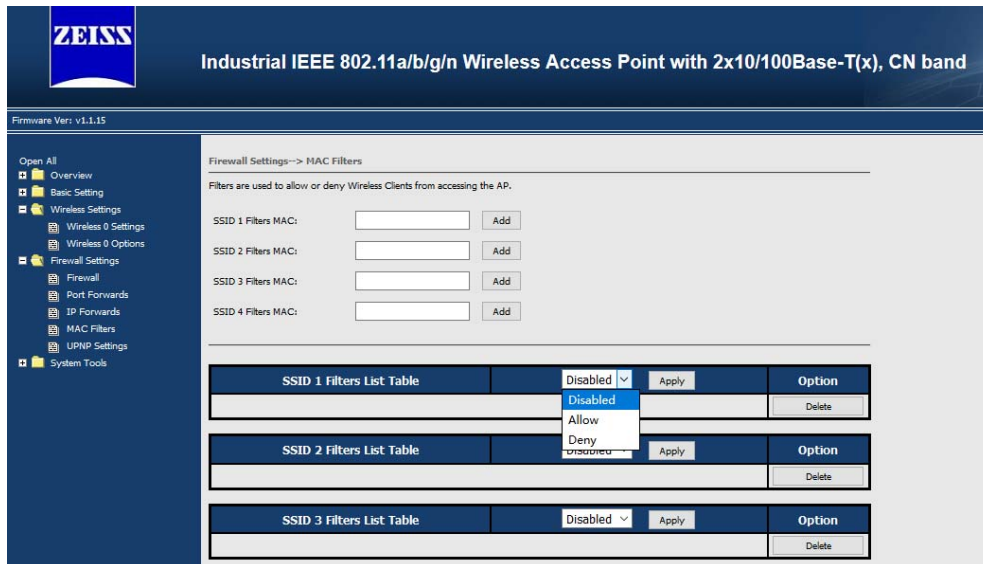 ZEISS
Industrial IEEE 802.11a/b/g/n Wireless Access Point with 2x10/100Base-T(x), CN band
Firmware Ver: v1.1.15
Open All
Overview
Basic Setting
Wireless Settings
Wireless 0 Settings
Wireless 0 Options
Firewall Settings
Firewall
Port Forwards
IP Forwards
MAC Filters
UPNP Settings
System Tools
Firewall Settings--> MAC Filters
Filters are used to allow or deny Wireless Clients from accessing the AP.
SSID 1 Filters MAC: Add
SSID 2 Filters MAC: Add
SSID 3 Filters MAC: Add
SSID 4 Filters MAC: Add
SSID 1 Filters List Table Disabled Apply Option
Disabled
Allow
Deny
Delete
SSID 2 Filters List Table Disabled Apply Option
Delete
SSID 3 Filters List Table Disabled Apply Option
Delete